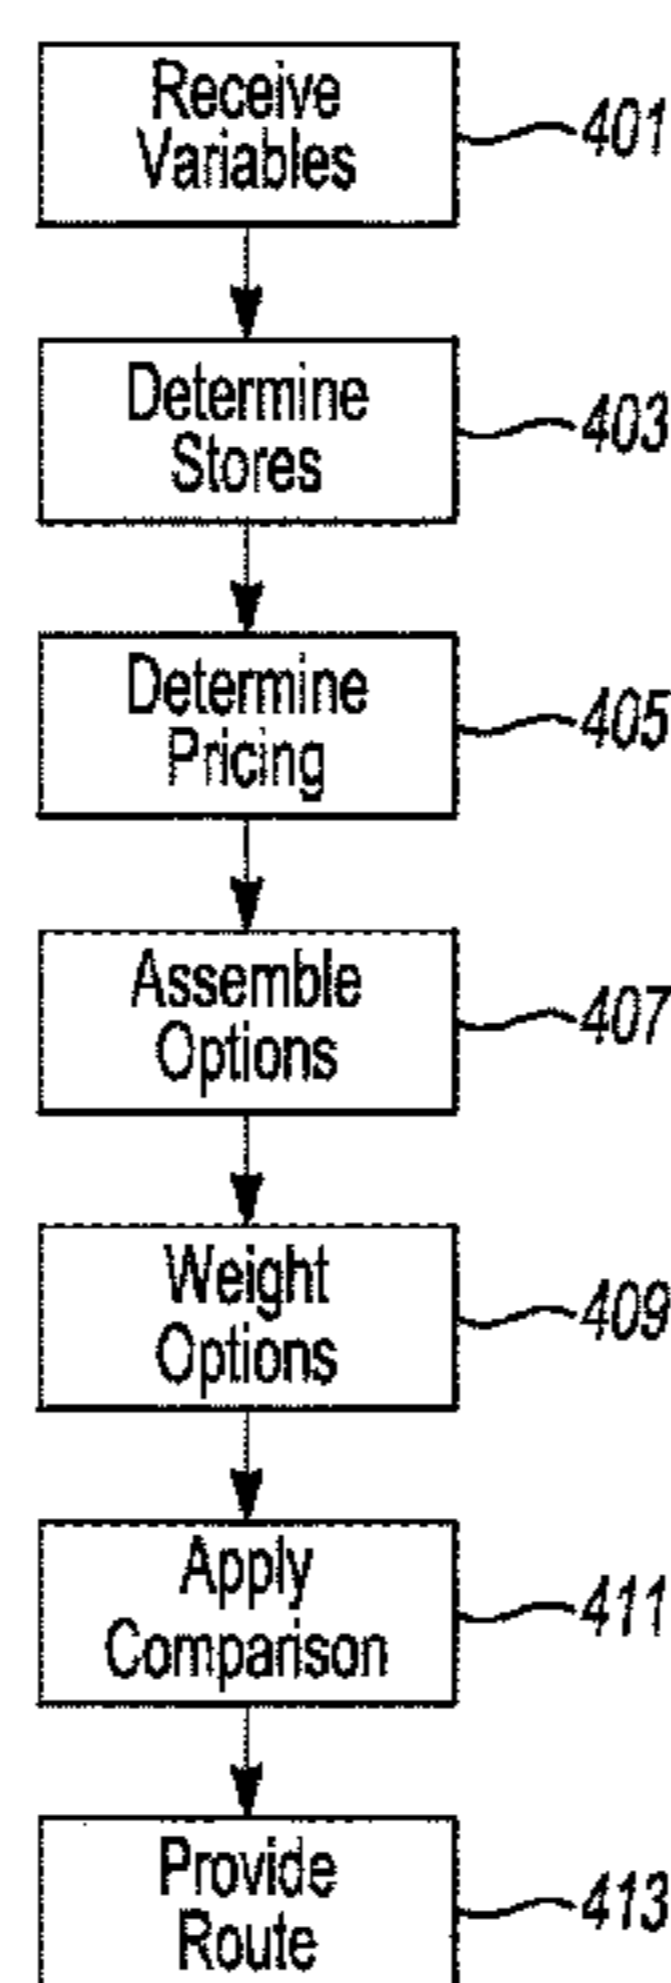 Receive
Variables
401
Determine
Stores
403
Determine
Pricing
405
Assemble
Options
407
Weight
Options
409
Apply
Comparison
411
Provide
Route
413